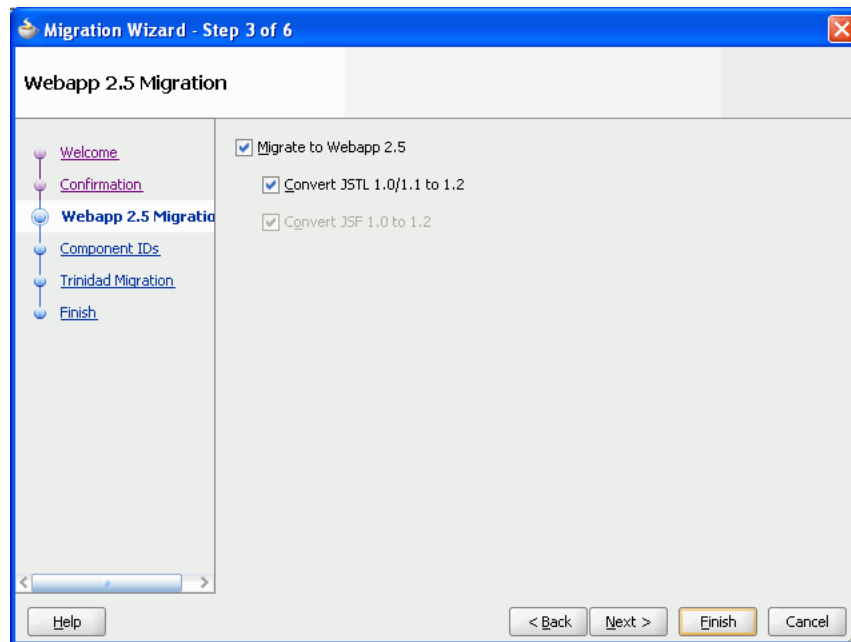 Migration Wizard - Step 3 of 6
Webapp 2.5 Migration
Welcome
Confirmation
Webapp 2.5 Migratio
Component IDs
Trinidad Migration
Finish
Migrate to Webapp 2.5
Convert JSTL 1.0/1.1 to 1.2
Convert JSF 1.0 to 1.2
Help
< Back
Next >
Finish
Cancel